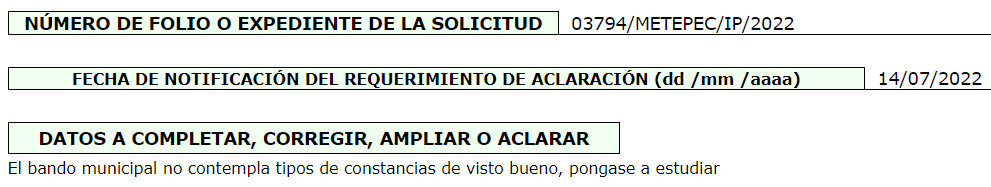 NÚMERO DE FOLIO O EXPEDIENTE DE LA SOLICITUD 03794/METEPEC/IP/2022
FECHA DE NOTIFICACIÓN DEL REQUERIMIENTO DE ACLARACIÓN (dd /mm /aaaa) 14/07/2022
DATOS A COMPLETAR, CORREGIR, AMPLIAR O ACLARAR
El bando municipal no contempla tipos de constancias de visto bueno, pongase a estudiar